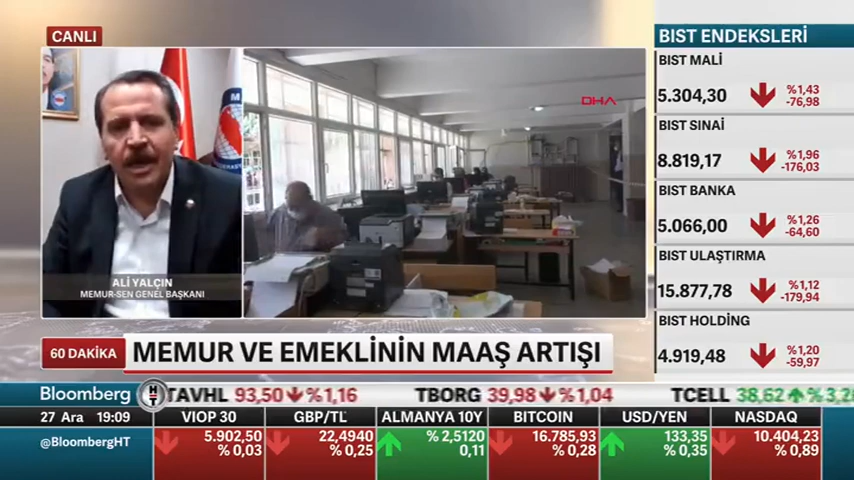 CANLI
DHA
ALİ YALÇIN
MEMUR-SEN GENEL BAŞKANI
60 DAKİKA
MEMUR VE EMEKLİNİN MAAŞ ARTIŞI
BIST ENDEKSLERİ
BIST MALİ
5.304,30 %1,43
-76,98
BIST SINAİ
8.819,17 %1,96
-176,03
BIST BANKA
5.066,00 %1,26
-64,60
BIST ULAŞTIRMA
15.877,78 %1,12
-179,94
BIST HOLDİNG
4.919,48 %1,20
-59,97
Bloomberg HT TAVHL 93,50 %1,16 TBORG 39,98 %1,04 TCELL 38,62
27 Ara 19:09
@BloombergHT
VIOP 30
5.902,50
% 0,03
GBP/TL
22,4940
% 0,25
ALMANYA 10Y
% 2,5120
0,11
BITCOIN
16.785,93
% 0,28
USD/YEN
133,35
% 0,35
NASDAQ
10.404,23
% 0,89